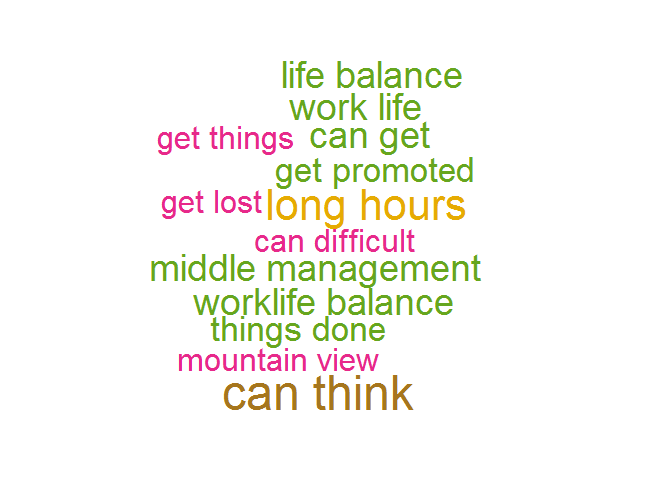 life balance
work life
get things can get
get promoted
get lost long hours
can difficult
middle management
worklife balance
things done
mountain view
can think